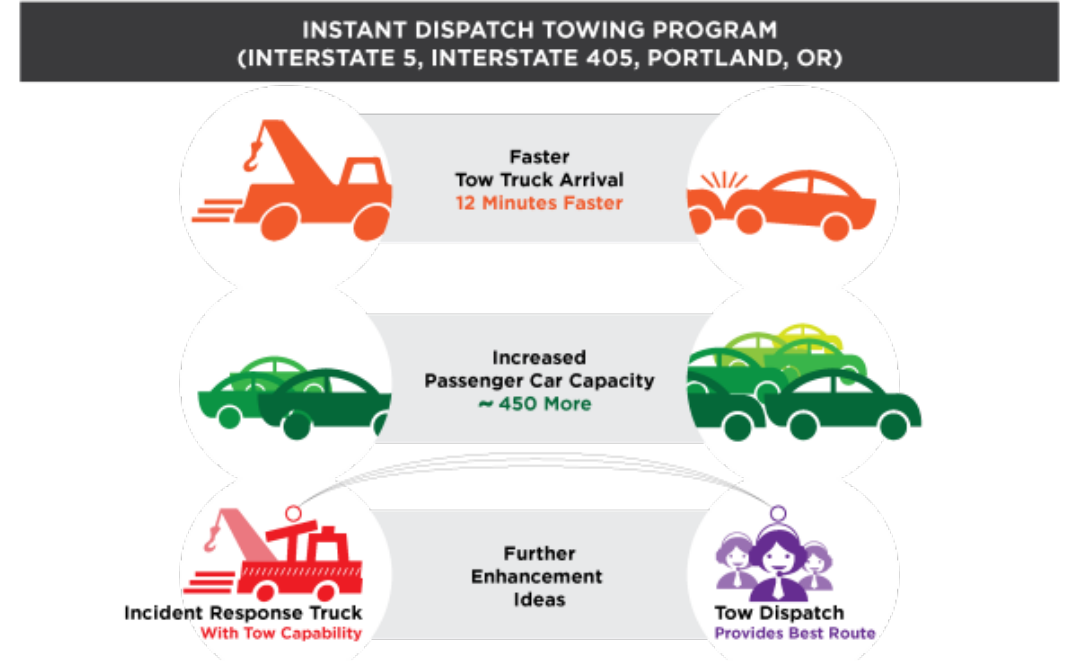 INSTANT DISPATCH TOWING PROGRAM
(INTERSTATE 5, INTERSTATE 405, PORTLAND, OR)
Faster
Tow Truck Arrival
12 Minutes Faster
Increased
Passenger Car Capacity
~ 450 More
Further
Enhancement
Ideas
Incident Response Truck
With Tow Capability
Tow Dispatch
Provides Best Route